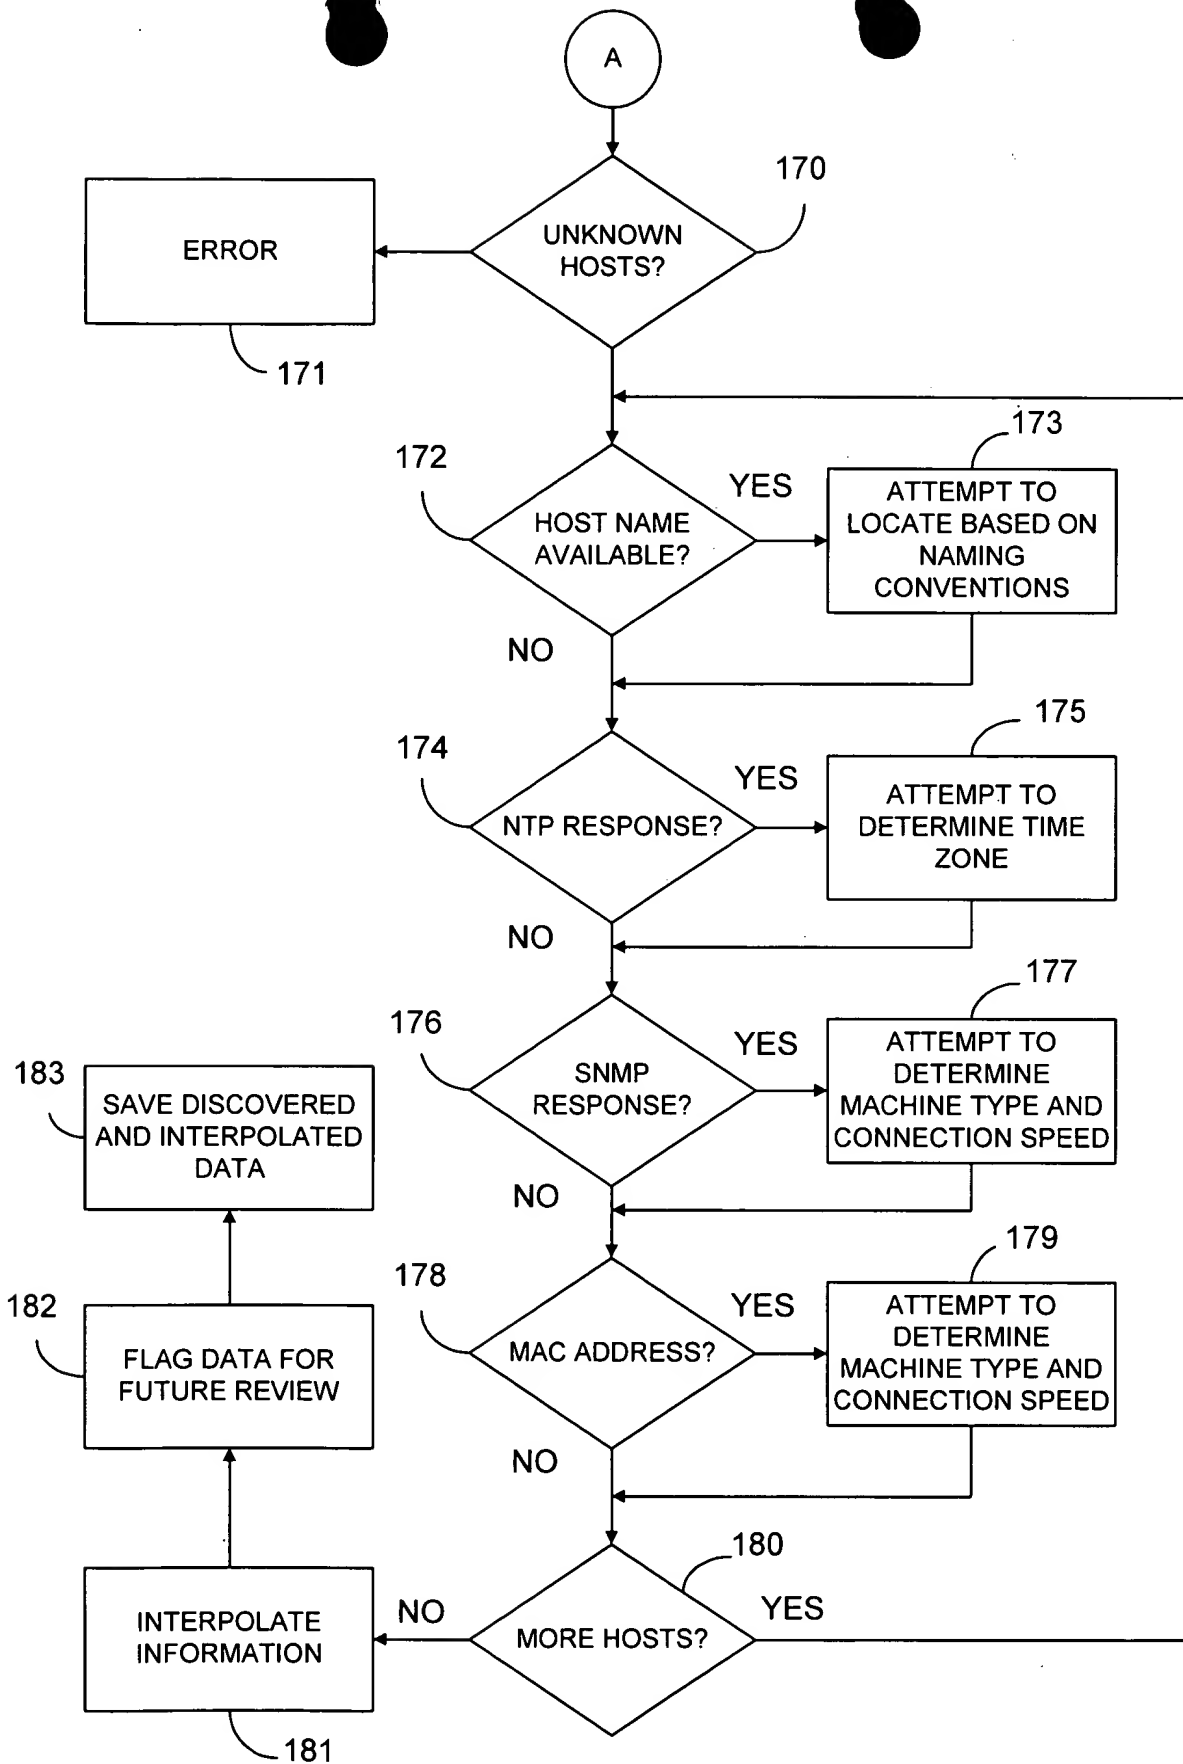 A
170
UNKNOWN
HOSTS?
ERROR
171
173
172
YES
HOST NAME
AVAILABLE?
ATTEMPT TO
LOCATE BASED ON
NAMING
CONVENTIONS
NO
175
174
YES
NTP RESPONSE?
ATTEMPT TO
DETERMINE TIME
ZONE
NO
177
176
YES
SNMP
RESPONSE?
ATTEMPT TO
DETERMINE
MACHINE TYPE AND
CONNECTION SPEED
183
SAVE DISCOVERED
AND INTERPOLATED
DATA
NO
179
178
YES
MAC ADDRESS?
ATTEMPT TO
DETERMINE
MACHINE TYPE AND
CONNECTION SPEED
182
FLAG DATA FOR
FUTURE REVIEW
NO
180
MORE HOSTS?
YES
NO
INTERPOLATE
INFORMATION
181